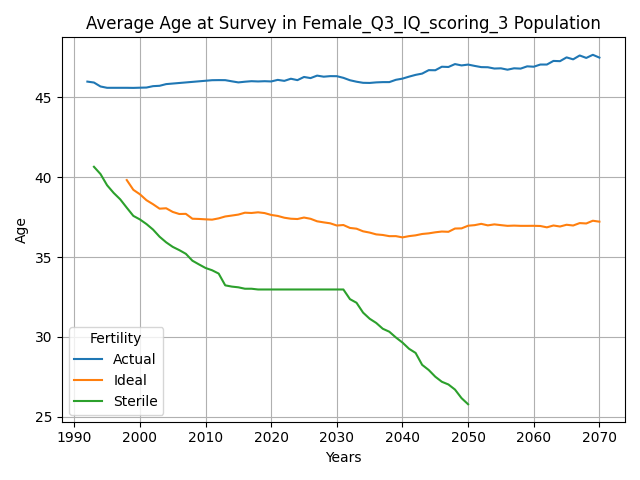 Average Age at Survey in Female_Q3_IQ_scoring_3 Population
45
40
35
30
25
Age
Fertility
Actual
Ideal
Sterile
1990 2000 2010 2020 2030 2040 2050 2060 2070
Years